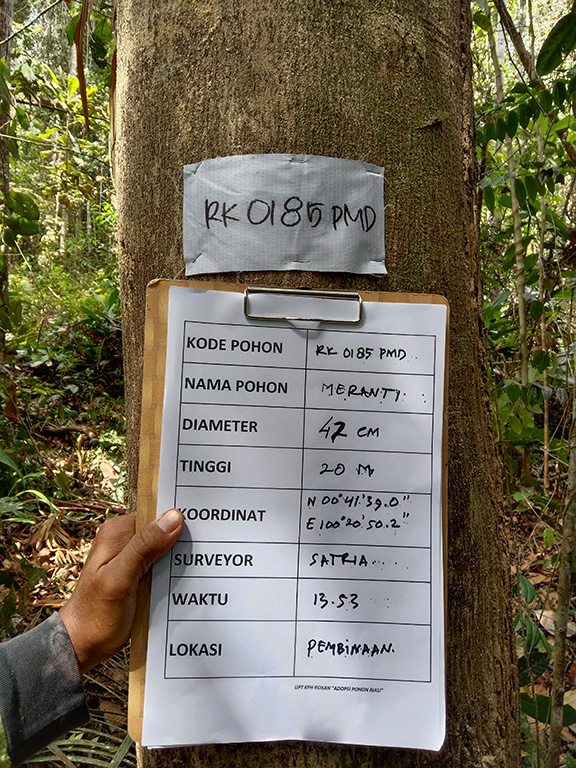 RK 0185 PMD
KODE POHON RK 0185 PMD
NAMA POHON MERANTI
DIAMETER 47 CM
TINGGI 20 M
KOORDINAT N 00°41'39.0"
E 100°20'50.2"
SURVEYOR SATRIA
WAKTU 13.53
LOKASI PEMBINAAN.
UPT KPH ROKAN "ADOPSI POHON RIAU"